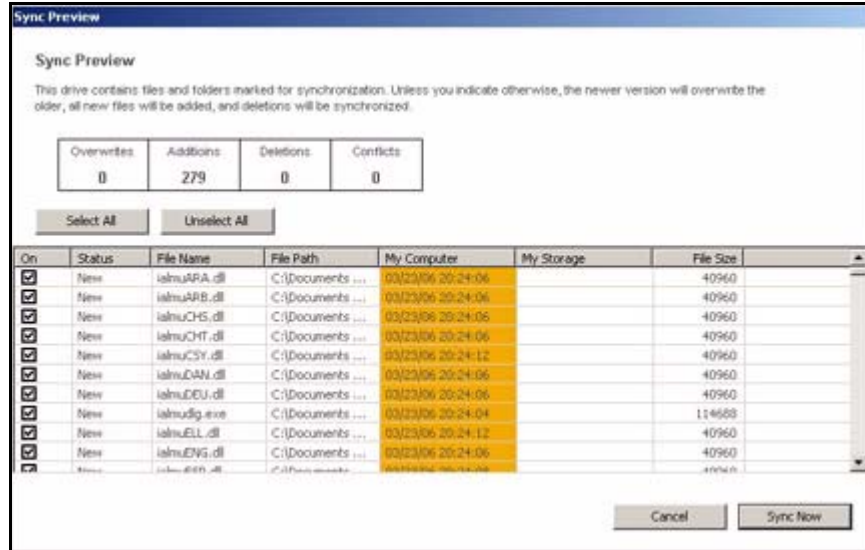 Sync Preview
Sync Preview
This drive contains files and folders marked for synchronization. Unless you indicate otherwise, the newer version will overwrite the
older, all new files will be added, and deletions will be synchronized.
Overwrites Additioins Deletions Conflicts
0 279 0 0
Select All Unselect All
On Status File Name File Path My Computer My Storage File Size
New ialmuARA.dll C:\Documents ... 03/23/06 20:24:06 40960
New ialmuARB.dll C:\Documents ... 03/23/06 20:24:06 40960
New ialmuCHS.dll C:\Documents ... 03/23/06 20:24:06 40960
New ialmuCHT.dll C:\Documents ... 03/23/06 20:24:06 40960
New ialmuCSY.dll C:\Documents ... 03/23/06 20:24:12 40960
New ialmuDAN.dll C:\Documents ... 03/23/06 20:24:06 40960
New ialmuDEU.dll C:\Documents ... 03/23/06 20:24:06 40960
New ialmudlg.exe C:\Documents ... 03/23/06 20:24:04 114688
New ialmuELL.dll C:\Documents ... 03/23/06 20:24:12 40960
New ialmuENG.dll C:\Documents ... 03/23/06 20:24:06 40960
Cancel Sync Now